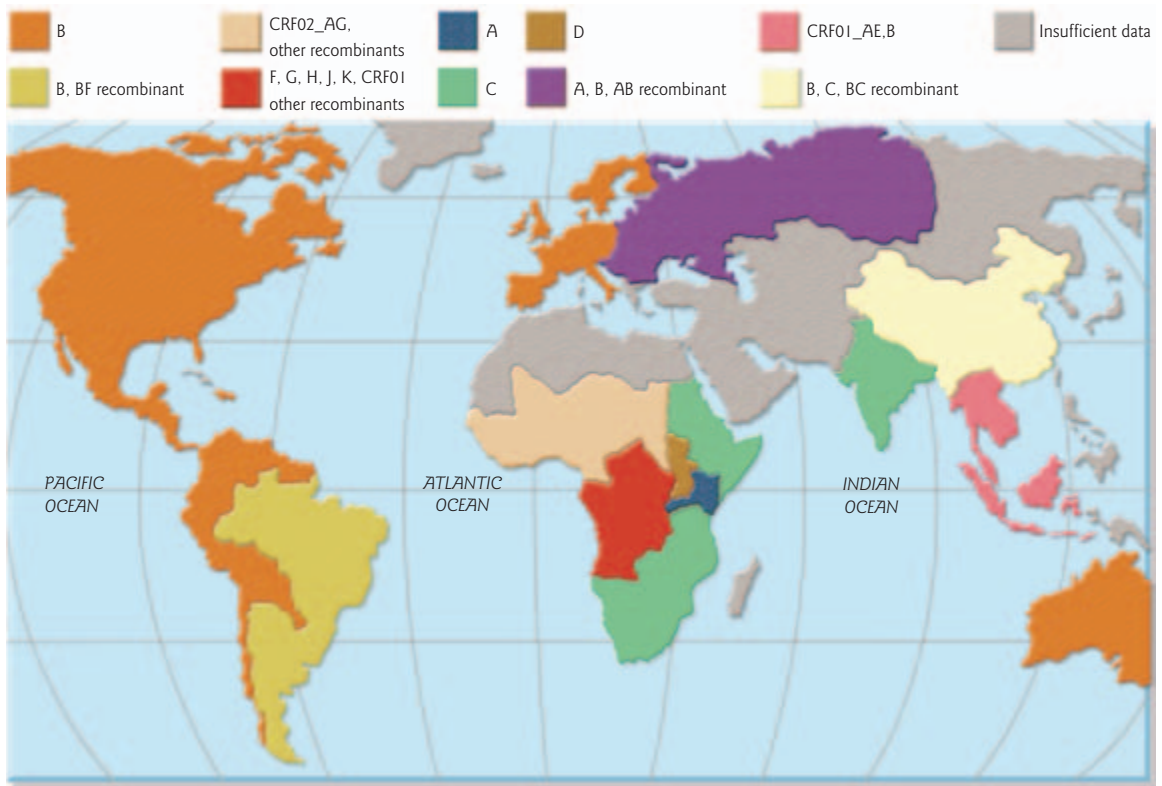 B
CRF02_AG,
other recombinants
A
D
CRF01_AE,B
Insufficient data
B, BF recombinant
F, G, H, J, K, CRF01
other recombinants
C
A, B, AB recombinant
B, C, BC recombinant
PACIFIC
OCEAN
ATLANTIC
OCEAN
INDIAN
OCEAN